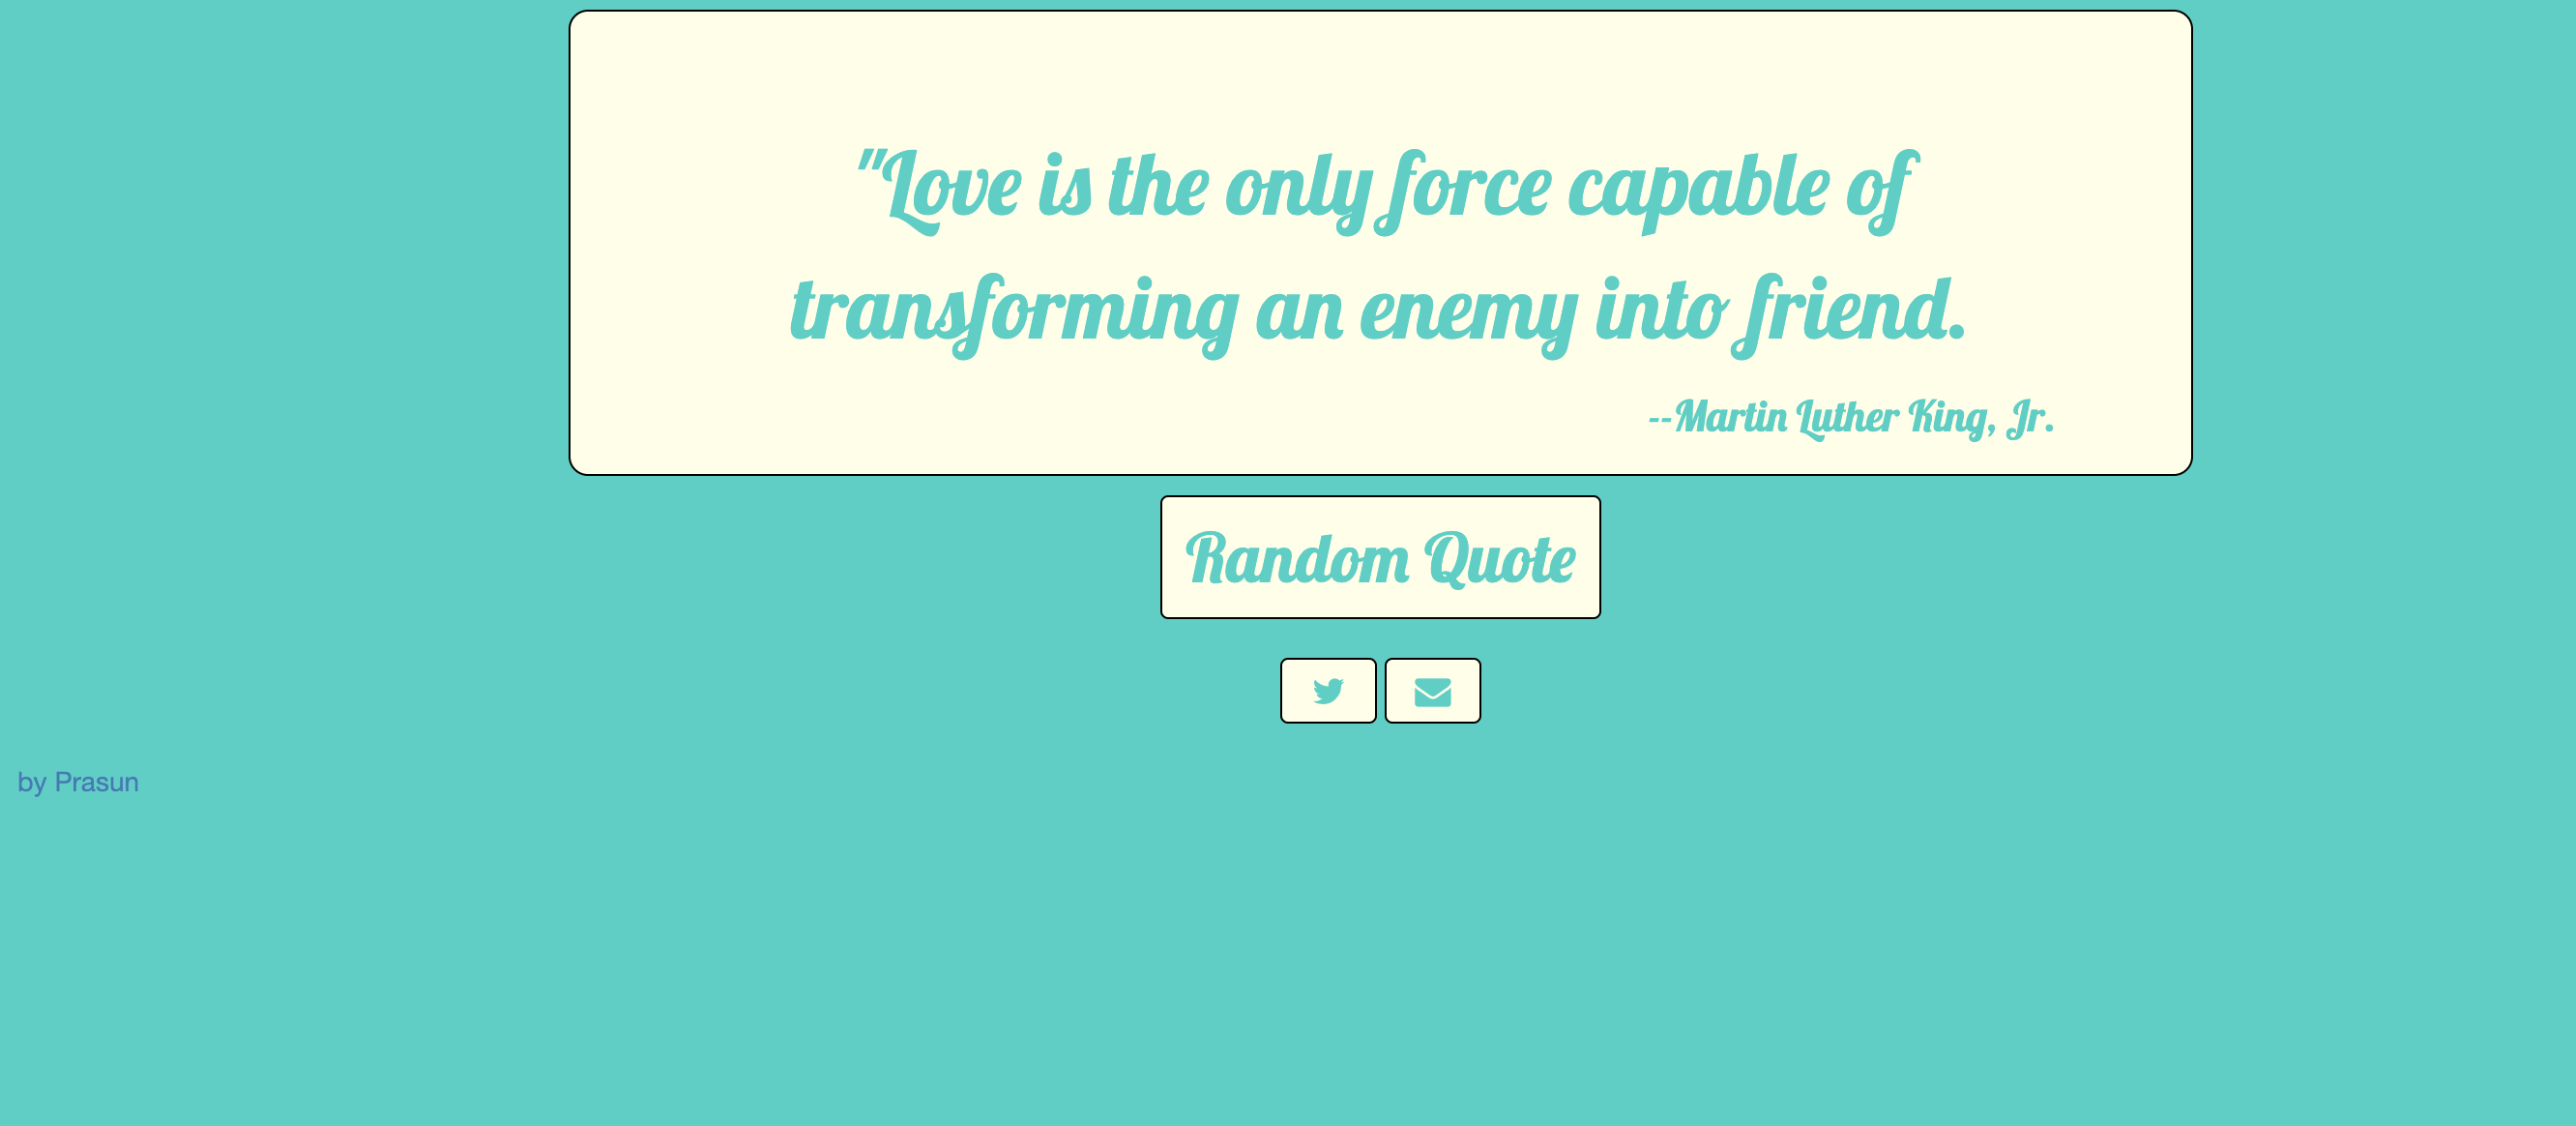 "Love is the only force capable of
transforming an enemy into friend.
--Martin Luther King, Jr.
Random Quote
by Prasun